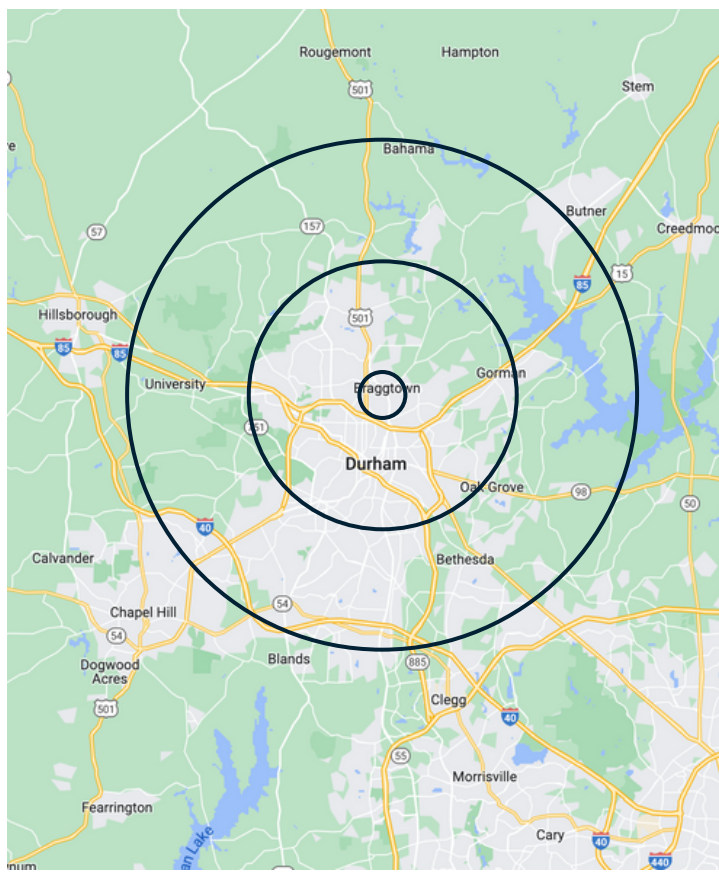 Rougemont
Hampton
501
Stem
Bahama
Butner
157
57
Creedmoo
15
85
Hillsborough
501
85
85
University
Braggtown
Gorman
751
Durham
Oak Grove
98
50
40
Calvander
Bethesda
54
Chapel Hill
54
Dogwood
Acres
Blands
885
501
Clegg
40
55
Morrisville
Fearrington
Cary
40
an Lake
440